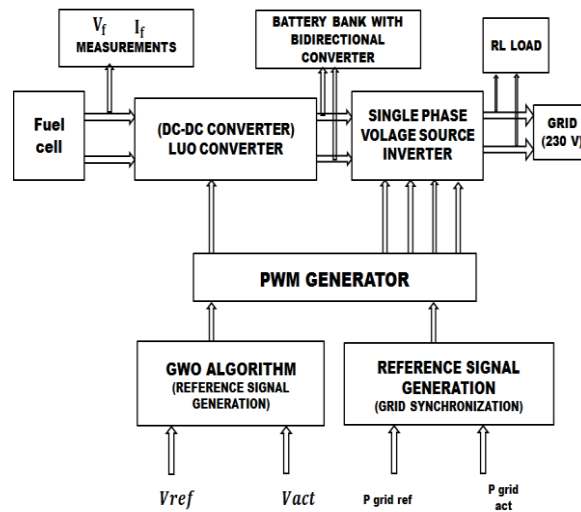 V_f I_f
MEASUREMENTS
BATTERY BANK WITH
BIDIRECTIONAL
CONVERTER
RL LOAD
Fuel
cell
(DC-DC CONVERTER)
LUO CONVERTER
SINGLE PHASE
VOLAGE SOURCE
INVERTER
GRID
(230 V)
PWM GENERATOR
GWO ALGORITHM
(REFERENCE SIGNAL
GENERATION)
REFERENCE SIGNAL
GENERATION
(GRID SYNCHRONIZATION)
Vref
Vact
P grid ref
P grid
act